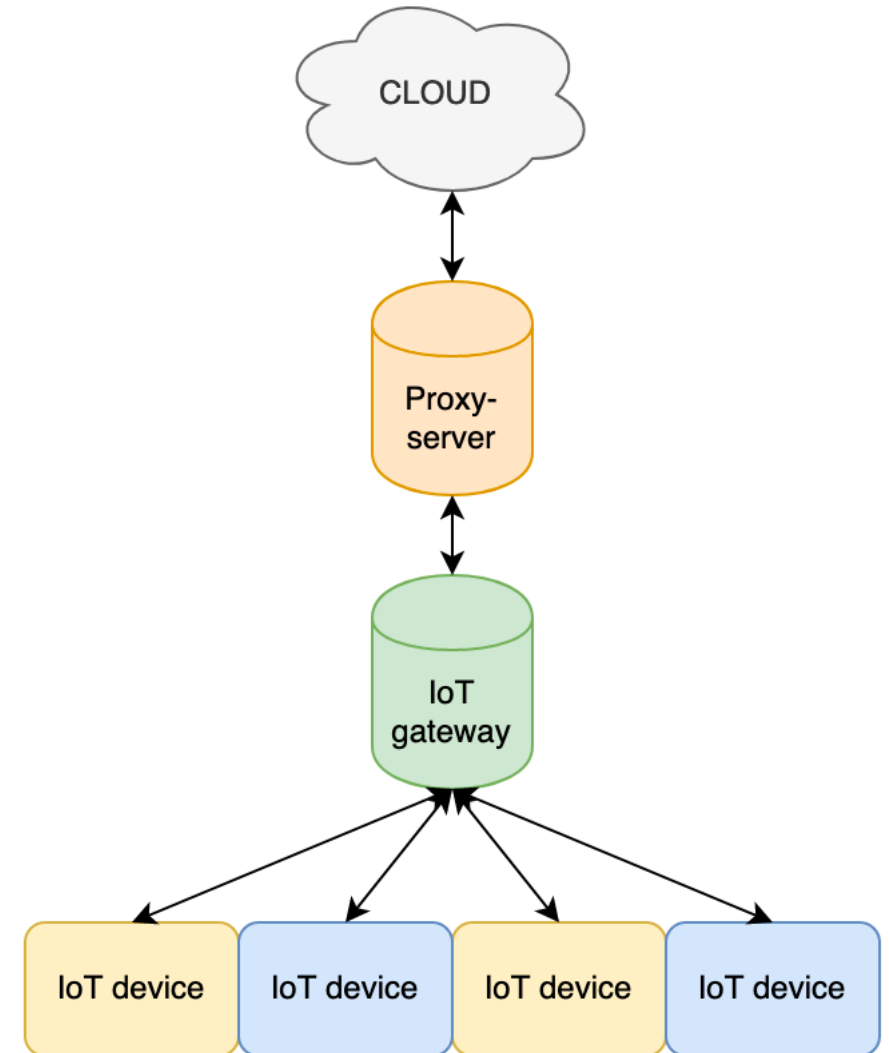 CLOUD
Proxy-
server
IoT
gateway
IoT device
IoT device
IoT device
IoT device